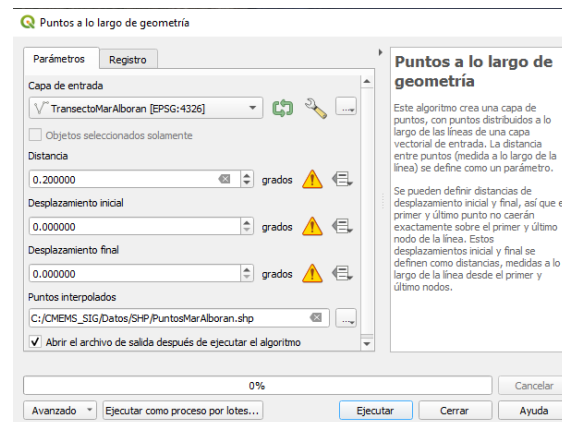 Puntos a lo largo de geometría
Parámetros
Registro
Capa de entrada
TransectoMarAlboran [EPSG:4326]
...
Objetos seleccionados solamente
Distancia
0.200000
grados
Desplazamiento inicial
0.000000
grados
Desplazamiento final
0.000000
grados
Puntos interpolados
C:/CMEMS_SIG/Datos/SHP/PuntosMarAlboran.shp
...
Abrir el archivo de salida después de ejecutar el algoritmo
Puntos a lo largo de
geometría
Este algoritmo crea una capa de
puntos, con puntos distribuidos a lo
largo de las líneas de una capa
vectorial de entrada. La distancia
entre puntos (medida a lo largo de la
línea) se define como un parámetro.
Se pueden definir distancias de
desplazamiento inicial y final, así que e
primer y último punto no caerán
exactamente sobre el primer y último
nodo de la línea. Estos
desplazamientos inicial y final se
definen como distancias, medidas a lo
largo de la línea desde el primer y
último nodos.
0%
Cancelar
Avanzado
Ejecutar como proceso por lotes...
Ejecutar
Cerrar
Ayuda